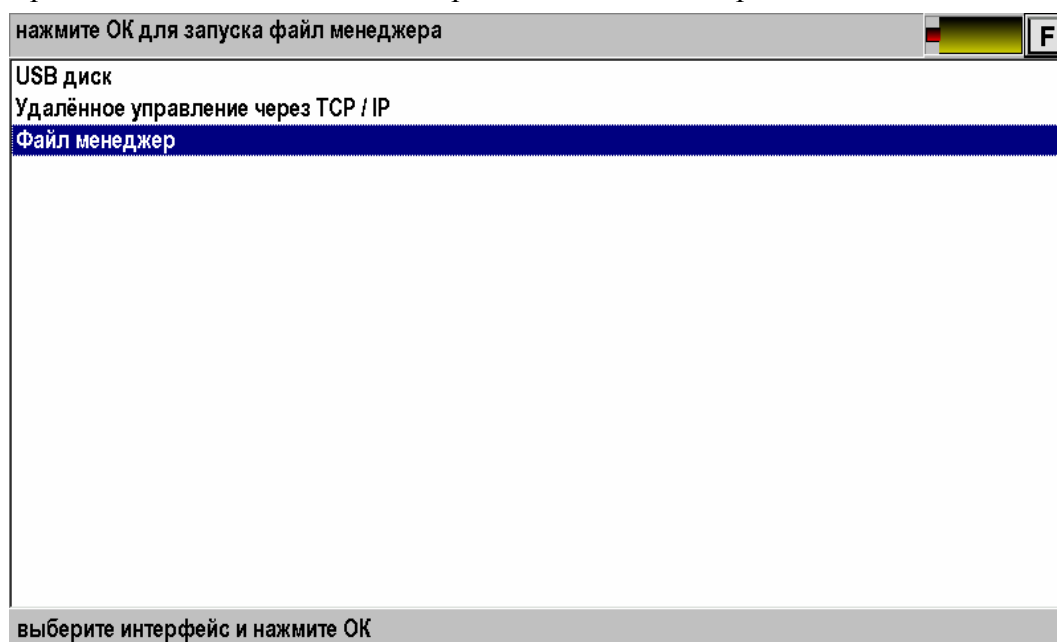 нажмите ОК для запуска файл менеджера
F
USB диск
Удалённое управление через TCP / IP
Файл менеджер
выберите интерфейс и нажмите ОК